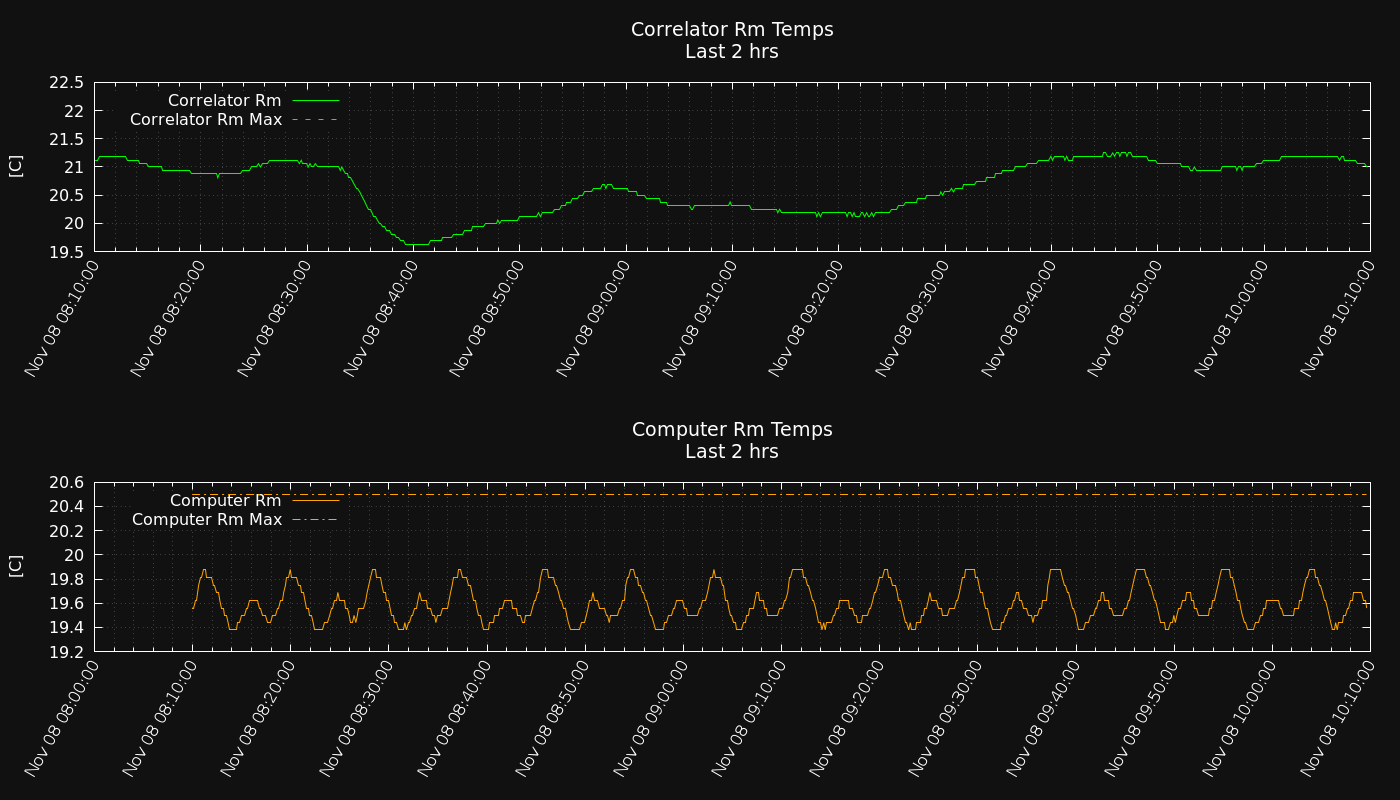 Correlator Rm Temps
Last 2 hrs
22.5
22
21.5
21
20.5
20
19.5
[C]
Correlator Rm
Correlator Rm Max
Nov 08 08:10:00
Nov 08 08:20:00
Nov 08 08:30:00
Nov 08 08:40:00
Nov 08 08:50:00
Nov 08 09:00:00
Nov 08 09:10:00
Nov 08 09:20:00
Nov 08 09:30:00
Nov 08 09:40:00
Nov 08 09:50:00
Nov 08 10:00:00
Nov 08 10:10:00
Computer Rm Temps
Last 2 hrs
20.6
20.4
20.2
20
19.8
19.6
19.4
19.2
[C]
Computer Rm
Computer Rm Max
Nov 08 08:00:00
Nov 08 08:10:00
Nov 08 08:20:00
Nov 08 08:30:00
Nov 08 08:40:00
Nov 08 08:50:00
Nov 08 09:00:00
Nov 08 09:10:00
Nov 08 09:20:00
Nov 08 09:30:00
Nov 08 09:40:00
Nov 08 09:50:00
Nov 08 10:00:00
Nov 08 10:10:00